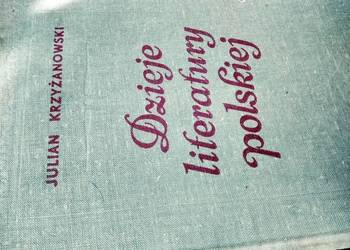 JULIAN KRZYŻANOWSKI
Dzieje
literatury
polskiej